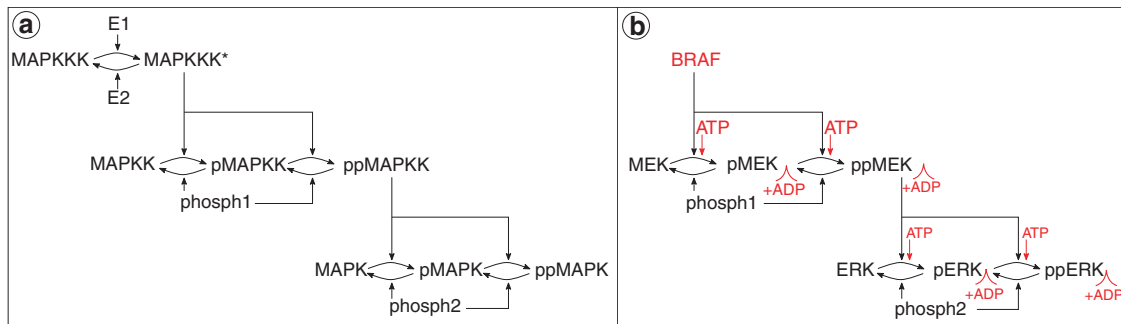 a
E1
MAPKKK MAPKKK*
E2
MAPKK pMAPKK ppMAPKK
phosph1
MAPK pMAPK ppMAPK
phosph2
b
BRAF
ATP ATP
MEK pMEK ppMEK
+ADP +ADP
phosph1
ATP ATP
ERK pERK ppERK
+ADP +ADP
phosph2